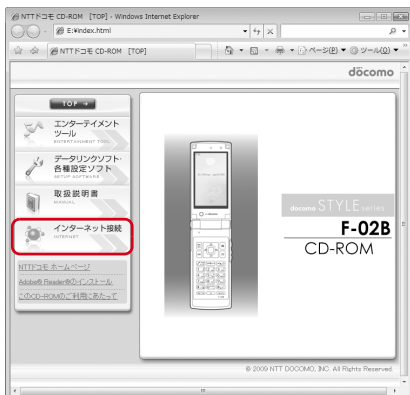 NTTドコモ CD-ROM [TOP] - Windows Internet Explorer
E:¥index.html
NTTドコモ CD-ROM [TOP]
ページ(P) ツール(O)
döcomo
TOP
エンターテイメント
ツール
ENTERTAINMENT TOOL
データリンクソフト・
各種設定ソフト
SETUP SOFTWARE
取扱説明書
MANUAL
インターネット接続
INTERNET
NTTドコモ ホームページ
Adobe® Reader®のインストール
このCD-ROMのご利用にあたって
docomo STYLE series
F-02B
CD-ROM
© 2009 NTT DOCOMO, INC. All Rights Reserved.